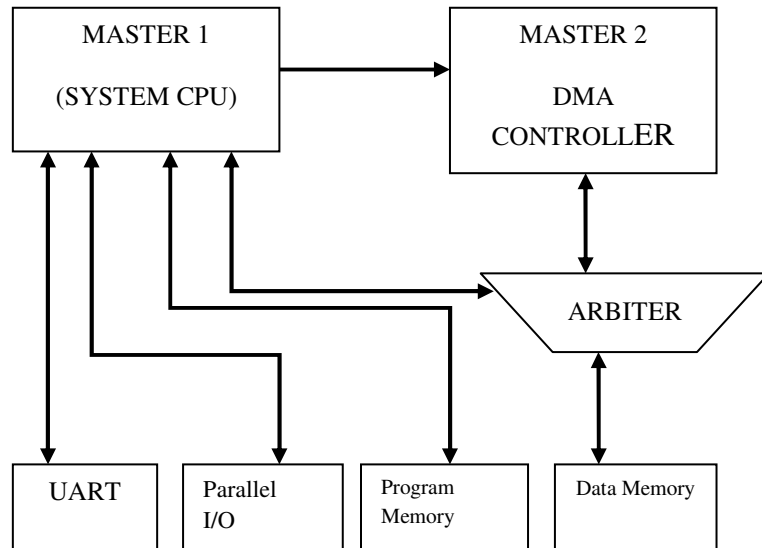 MASTER 1
(SYSTEM CPU)
MASTER 2
DMA
CONTROLLER
ARBITER
UART
Parallel
I/O
Program
Memory
Data Memory